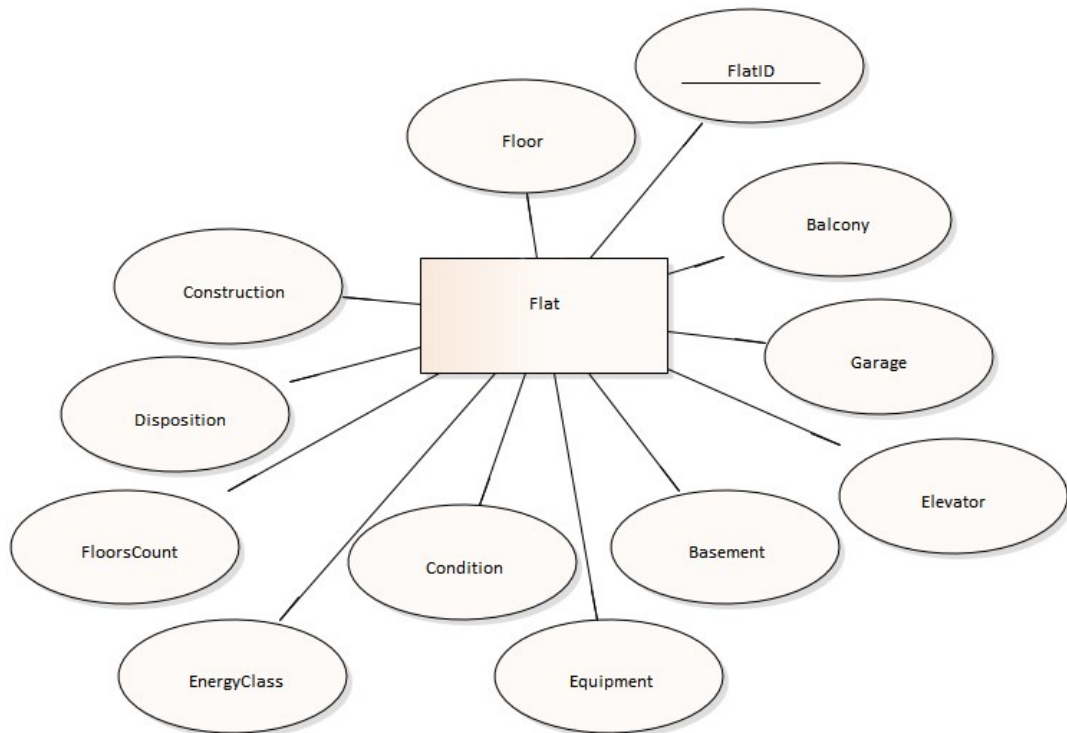 FlatID
Floor
Balcony
Construction
Flat
Garage
Disposition
Elevator
FloorsCount
Condition
Basement
EnergyClass
Equipment